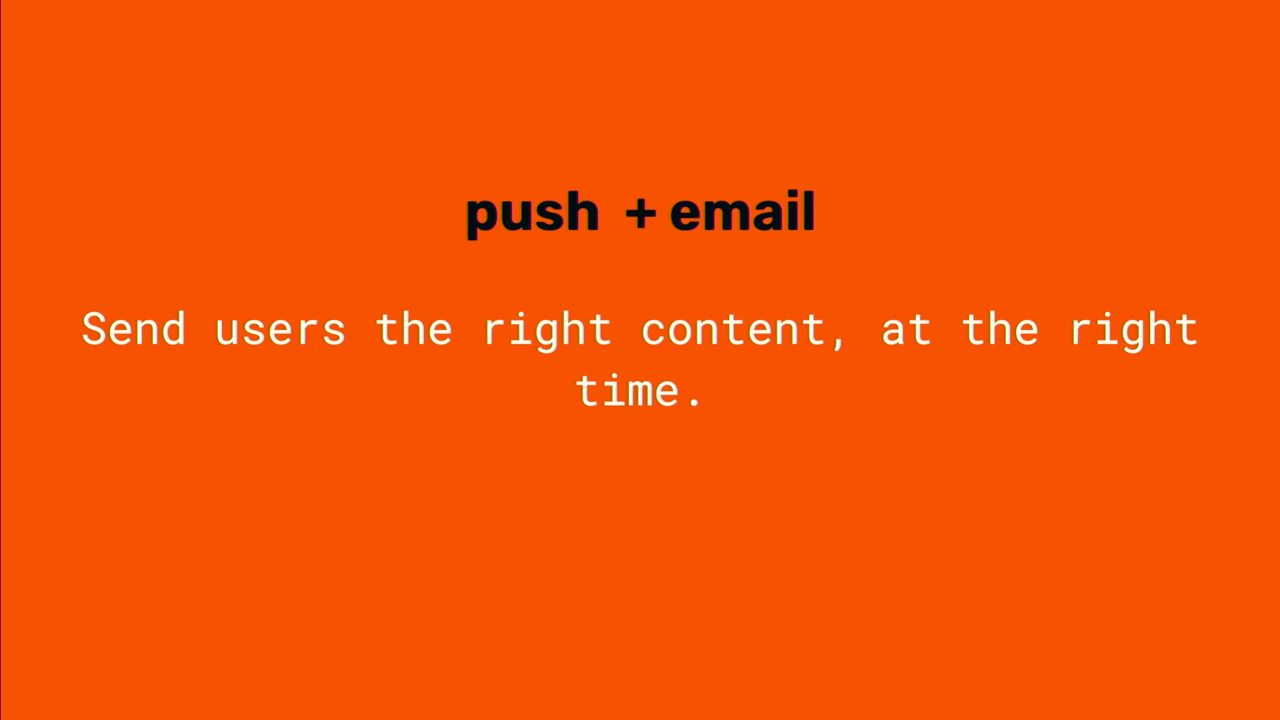 push + email
Send users the right content, at the right
time.